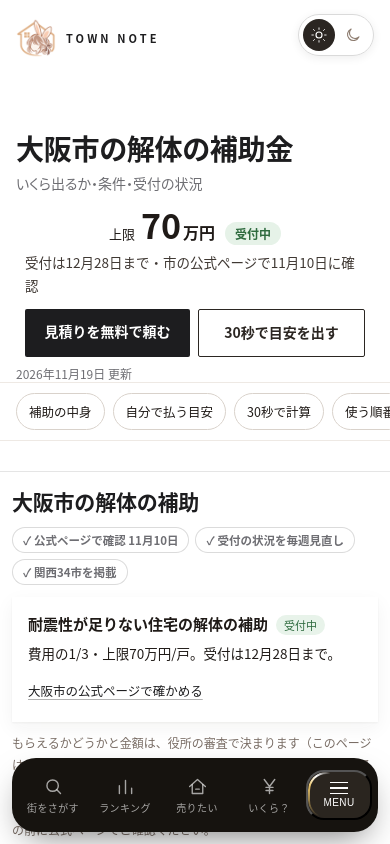 TOWN NOTE
大阪市の解体の補助金
いくら出るか・条件・受付の状況
上限 70万円 受付中
受付は12月28日まで・市の公式ページで11月10日に確
認
見積りを無料で頼む 30秒で目安を出す
2026年11月19日 更新
補助の中身 自分で払う目安 30秒で計算 使う順番
大阪市の解体の補助
✓ 公式ページで確認 11月10日 ✓ 受付の状況を毎週見直し
✓ 関西34市を掲載
耐震性が足りない住宅の解体の補助 受付中
費用の1/3・上限70万円/戸。受付は12月28日まで。
大阪市の公式ページで確かめる
もらえるかどうかと金額は、役所の審査で決まります（このページ
街をさがす ランキング 売りたい いくら？ MENU